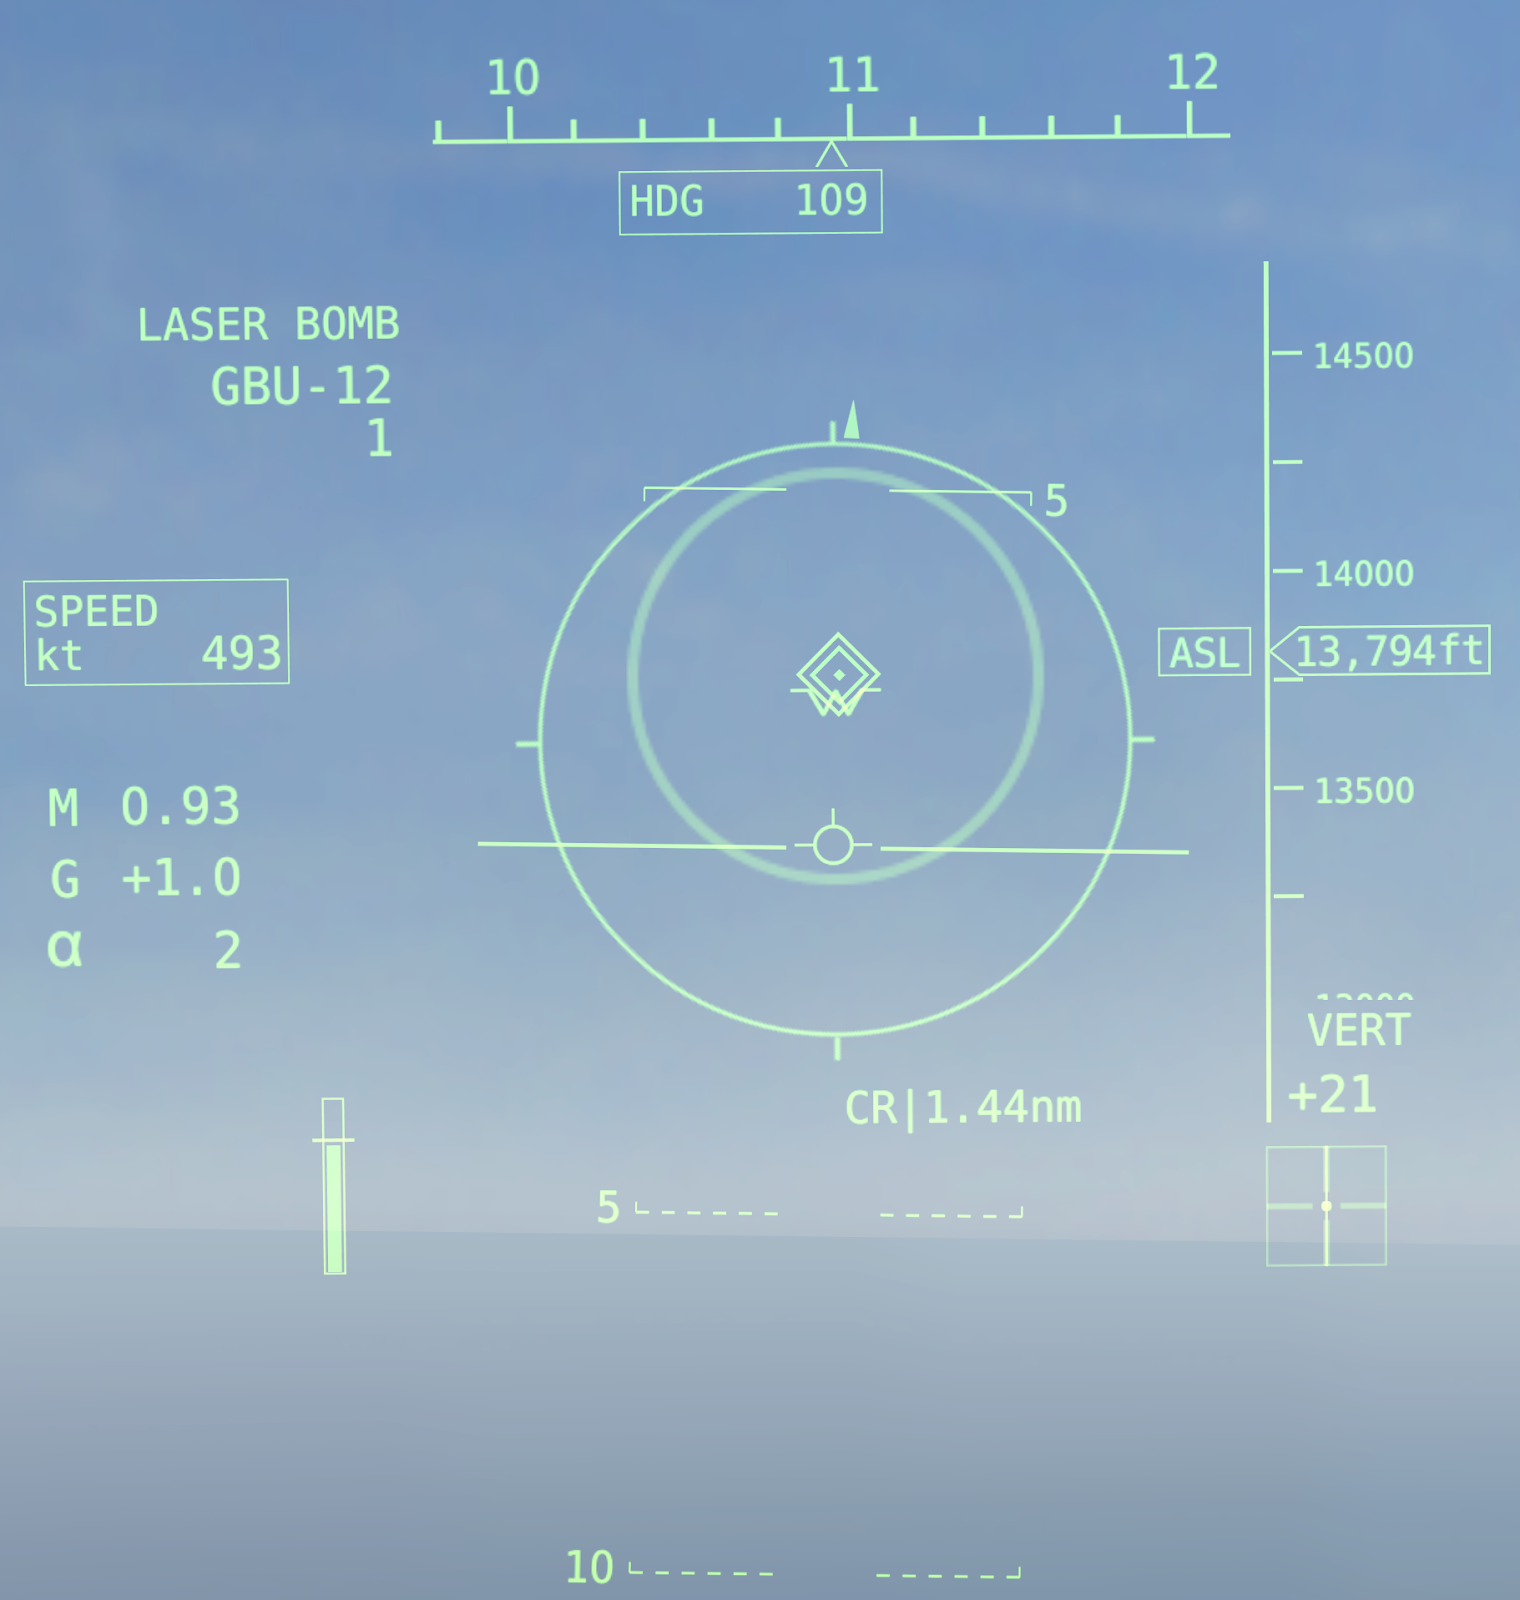 10 11 12
HDG 109
LASER BOMB
GBU-12
1
14500
5
14000
SPEED
kt 493
ASL 13,794ft
13500
M 0.93
G +1.0
α 2
VERT
+21
CR|1.44nm
5
10